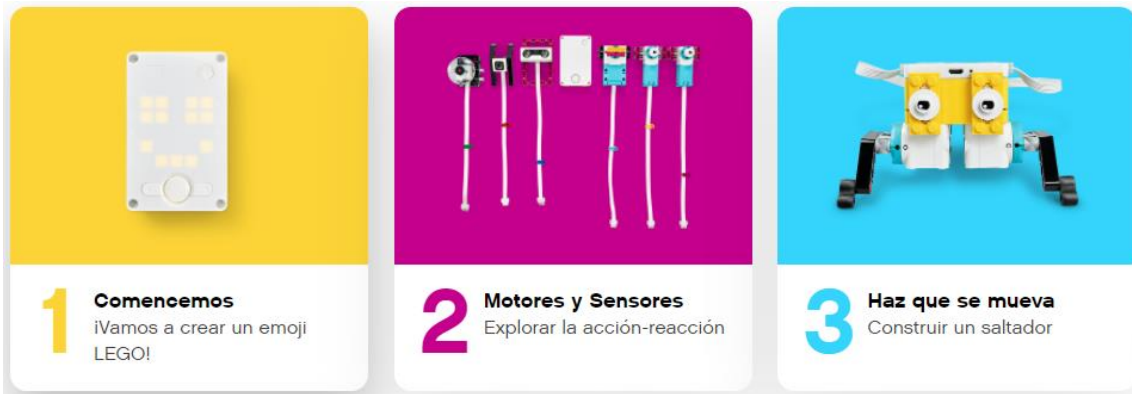 1
Comencemos
¡Vamos a crear un emoji
LEGO!
2
Motores y Sensores
Explorar la acción-reacción
3
Haz que se mueva
Construir un saltador